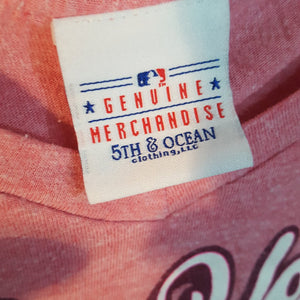 GENUINE
MERCHANDISE
5TH & OCEAN
clothing, LLC